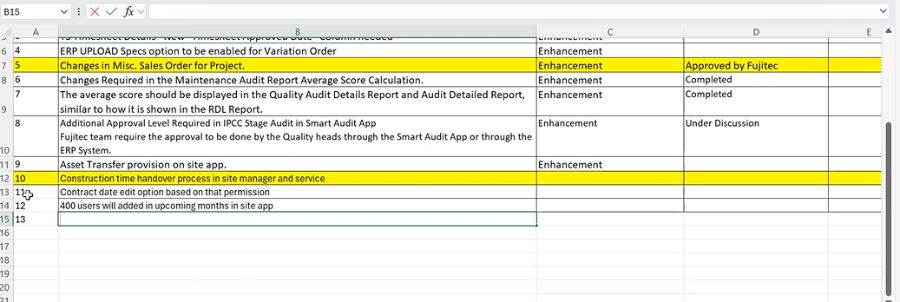 B15 fx
A B C D E
6 4 ERP UPLOAD Specs option to be enabled for Variation Order Enhancement
7 5 Changes in Misc. Sales Order for Project. Enhancement Approved by Fujitec
8 6 Changes Required in the Maintenance Audit Report Average Score Calculation. Enhancement Completed
7 The average score should be displayed in the Quality Audit Details Report and Audit Detailed Report, Enhancement Completed
9 similar to how it is shown in the RDL Report.
8 Additional Approval Level Required in IPCC Stage Audit in Smart Audit App Enhancement Under Discussion
Fujitec team require the approval to be done by the Quality heads through the Smart Audit App or through the
10 ERP System.
11 9 Asset Transfer provision on site app. Enhancement
12 10 Construction time handover process in site manager and service
13 11 Contract date edit option based on that permission
14 12 400 users will added in upcoming months in site app
15 13
16
17
18
19
20
21